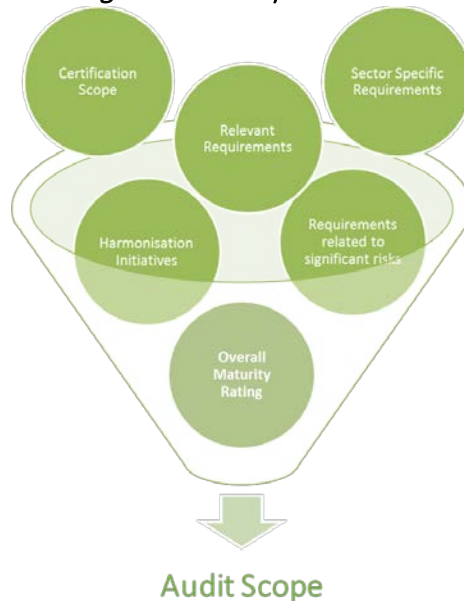 Certification
Scope
Sector Specific
Requirements
Relevant
Requirements
Harmonisation
Initiatives
Requirements
related to
significant risks
Overall
Maturity
Rating
Audit Scope